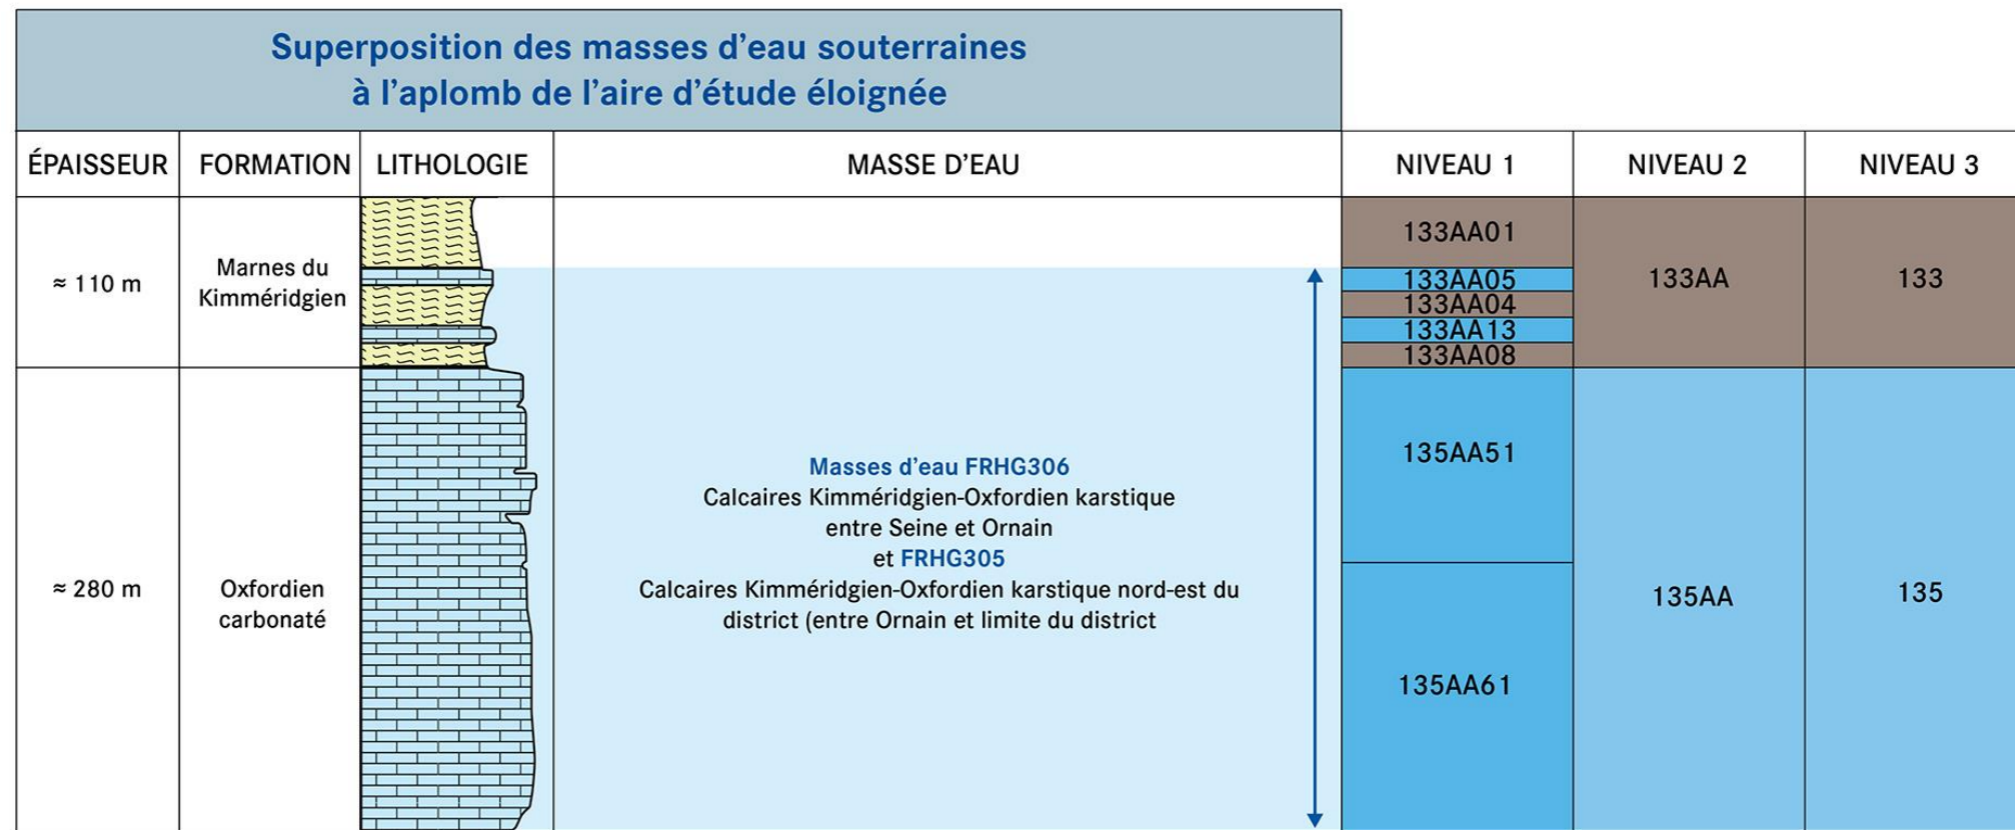 Superposition des masses d'eau souterraines
à l'aplomb de l'aire d'étude éloignée
ÉPAISSEUR FORMATION LITHOLOGIE MASSE D'EAU NIVEAU 1 NIVEAU 2 NIVEAU 3
≈ 110 m
Marnes du
Kimméridgien
133AA01
133AA05
133AA04
133AA13
133AA08
133AA
133
≈ 280 m
Oxfordien
carbonaté
Masses d'eau FRHG306
Calcaires Kimméridgien-Oxfordien karstique
entre Seine et Ornain
et FRHG305
Calcaires Kimméridgien-Oxfordien karstique nord-est du
district (entre Ornain et limite du district
135AA51
135AA61
135AA
135